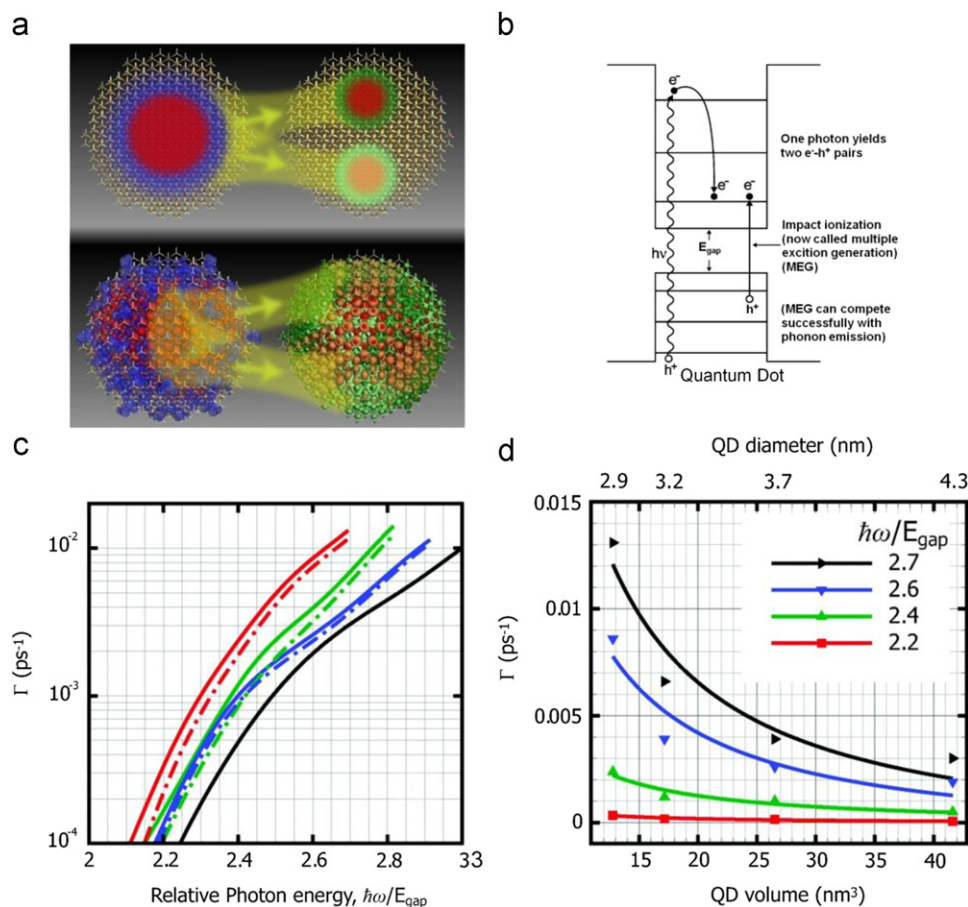 a
b
e⁻
One photon yields
two e⁻-h⁺ pairs
e⁻
e⁻
hν
E_gap
Impact ionization
(now called multiple
excition generation)
(MEG)
h⁺
(MEG can compete
successfully with
phonon emission)
h⁺
Quantum Dot
c
10⁻²
10⁻³
10⁻⁴
Γ (ps⁻¹)
2
2.2
2.4
2.6
2.8
33
Relative Photon energy, ℏω/E_gap
d
QD diameter (nm)
2.9
3.2
3.7
4.3
0.015
0.01
0.005
0
Γ (ps⁻¹)
ℏω/E_gap
2.7
2.6
2.4
2.2
15
20
25
30
35
40
QD volume (nm³)